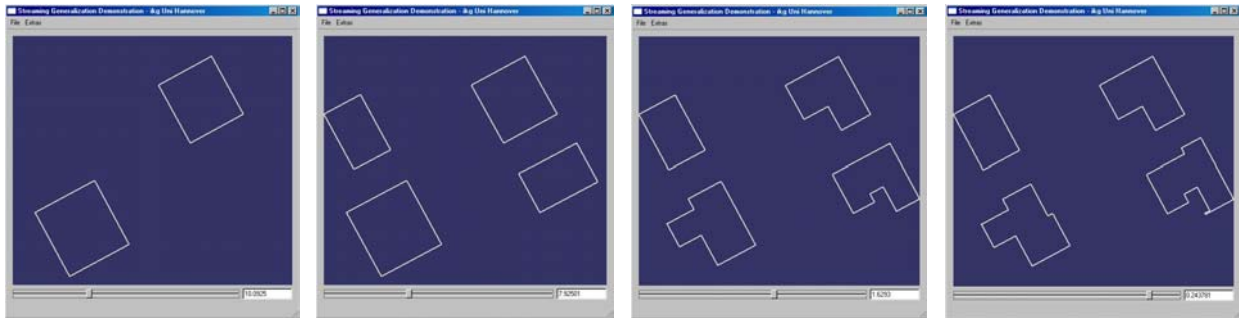 Streaming Generalization Demonstration - ikg Uni Hannover
File Extras
10.0925
Streaming Generalization Demonstration - ikg Uni Hannover
File Extras
7.92581
Streaming Generalization Demonstration - ikg Uni Hannover
File Extras
1.6293
Streaming Generalization Demonstration - ikg Uni Hannover
File Extras
0.243781